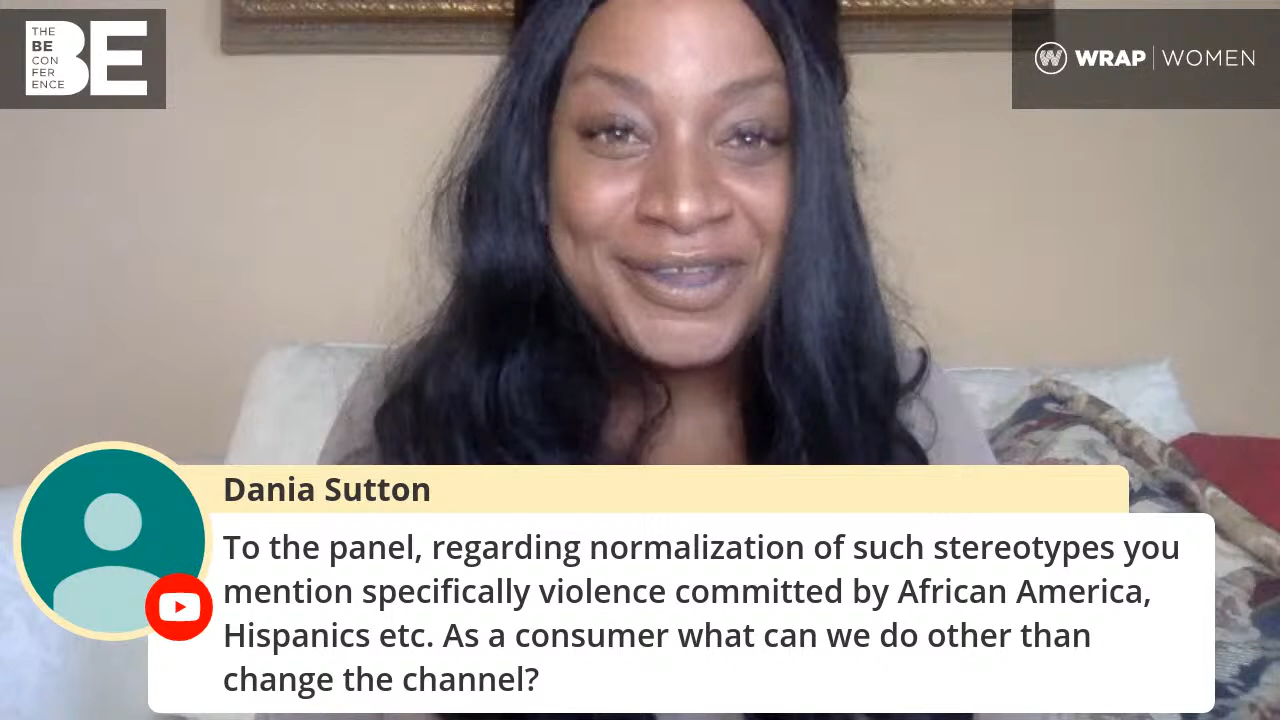 THE
BE
CON
FER
ENCE
BE
W WRAP | WOMEN
Dania Sutton
To the panel, regarding normalization of such stereotypes you
mention specifically violence committed by African America,
Hispanics etc. As a consumer what can we do other than
change the channel?